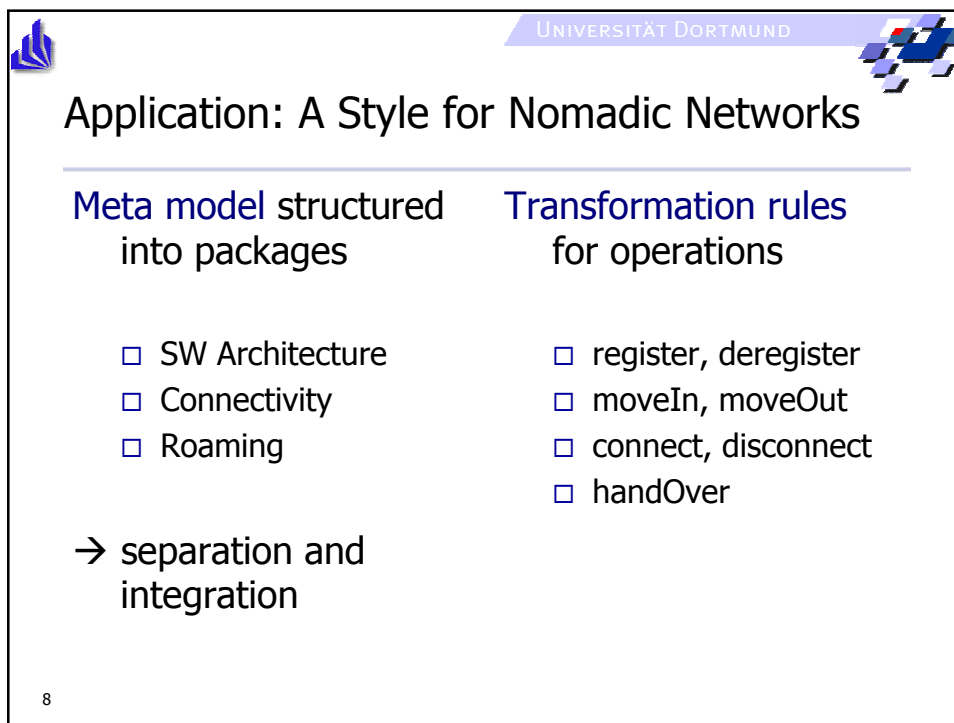 UNIVERSITÄT DORTMUND
Application: A Style for Nomadic Networks
Meta model structured
into packages
□ SW Architecture
□ Connectivity
□ Roaming
→ separation and
integration
Transformation rules
for operations
□ register, deregister
□ moveIn, moveOut
□ connect, disconnect
□ handOver
8